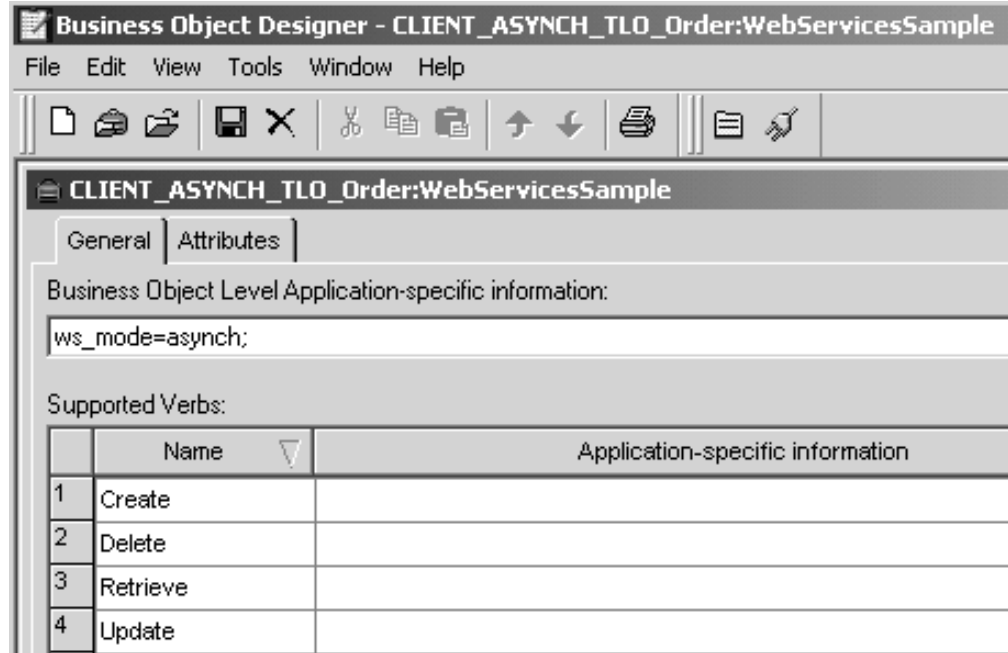 Business Object Designer - CLIENT_ASYNCH_TLO_Order:WebServicesSample
File Edit View Tools Window Help
CLIENT_ASYNCH_TLO_Order:WebServicesSample
General Attributes
Business Object Level Application-specific information:
ws_mode=asynch;
Supported Verbs:
Name Application-specific information
1 Create
2 Delete
3 Retrieve
4 Update